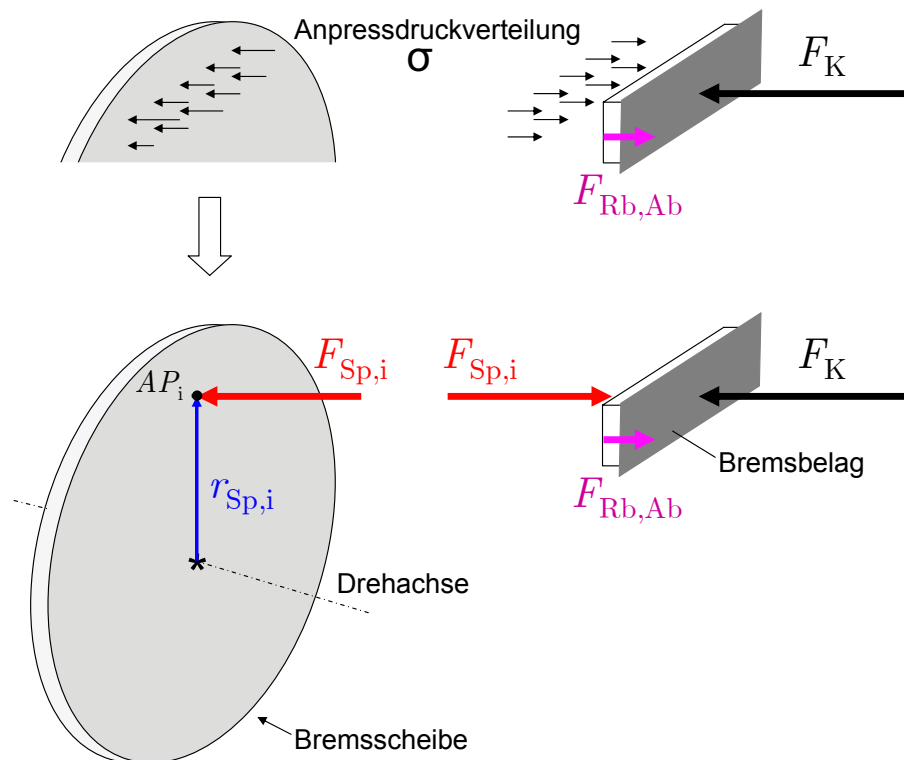 Anpressdruckverteilung
σ
F_K
F_Rb,Ab
F_Sp,i
F_Sp,i
F_K
AP_i
r_Sp,i
Bremsbelag
F_Rb,Ab
*
Drehachse
Bremsscheibe